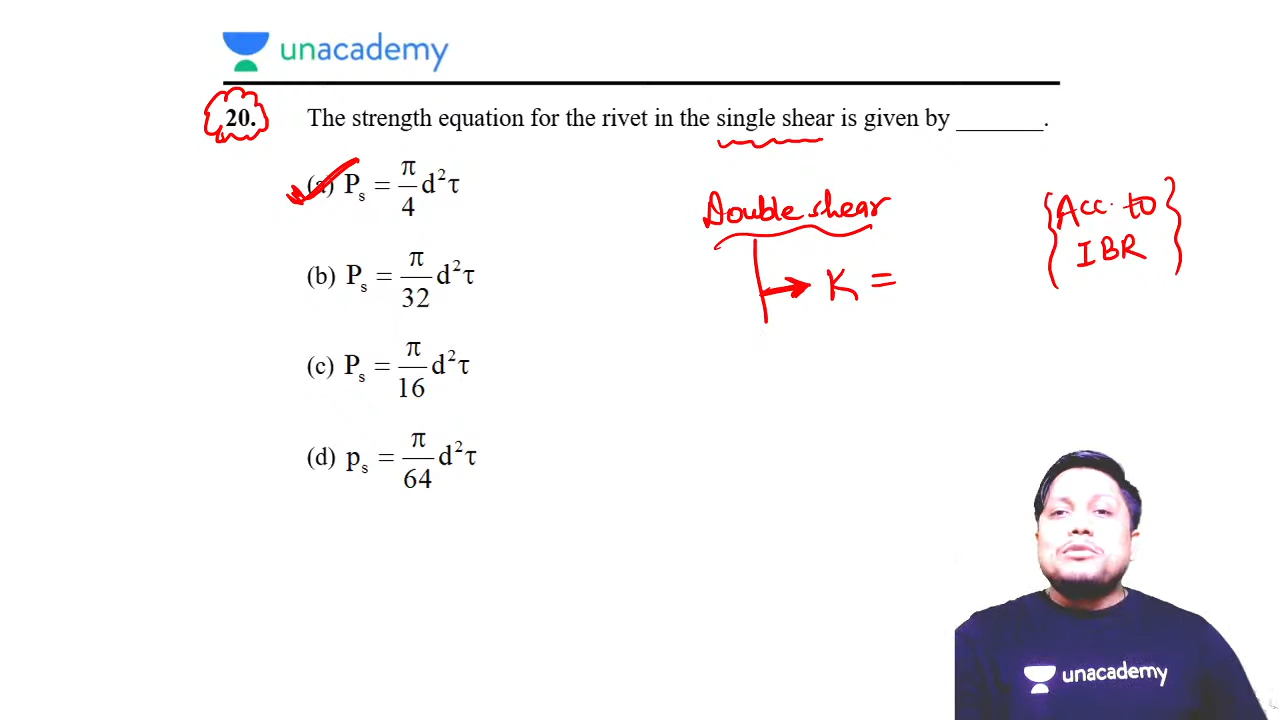 unacademy
20. The strength equation for the rivet in the single shear is given by _______.
(a) Pₛ = π/4 d²τ
(b) Pₛ = π/32 d²τ
(c) Pₛ = π/16 d²τ
(d) pₛ = π/64 d²τ
Double shear
K =
{Acc. to
IBR}
unacademy